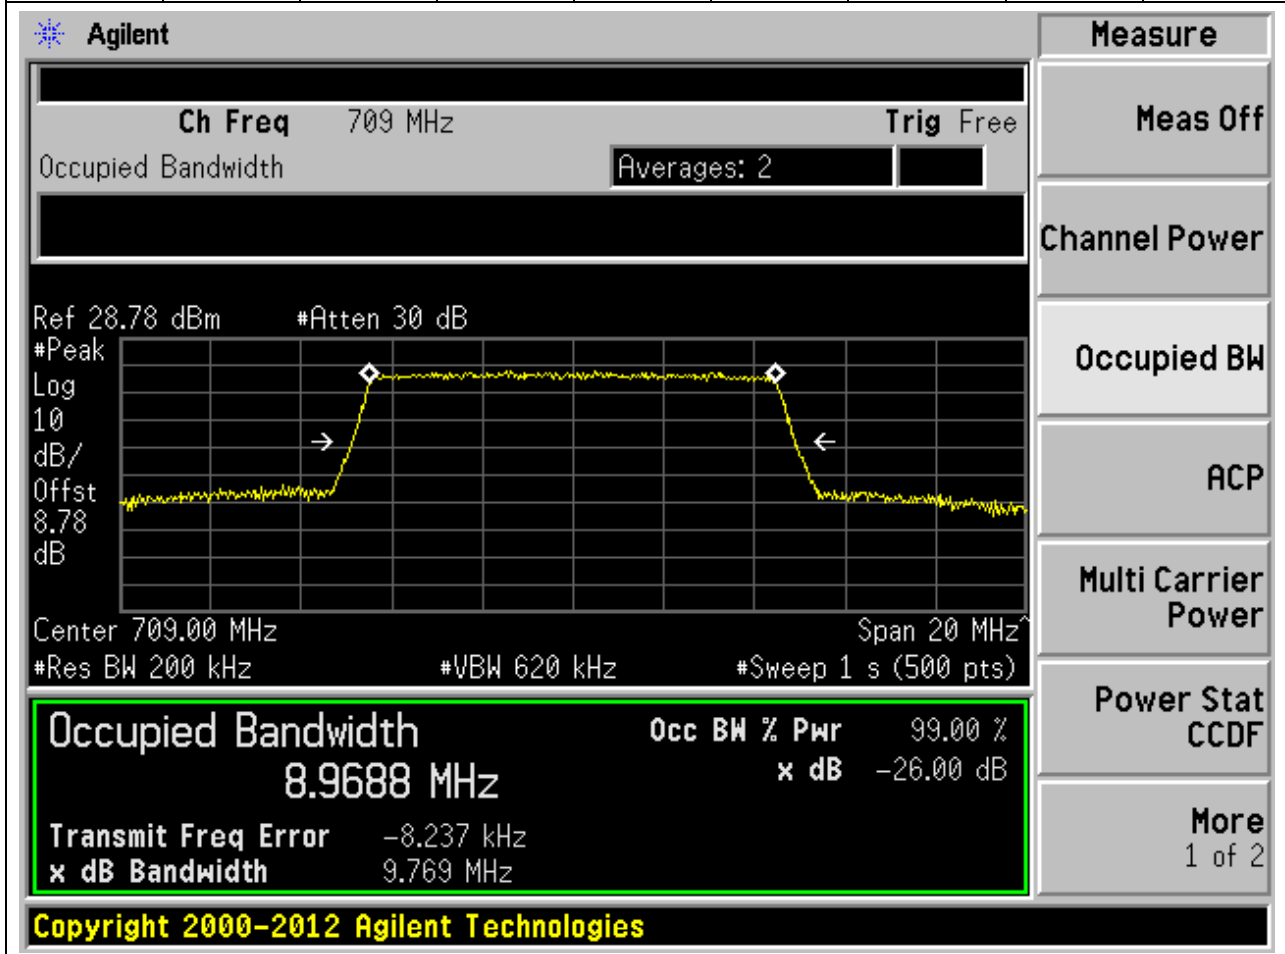 Agilent
Measure
Ch Freq 709 MHz Trig Free
Meas Off
Occupied Bandwidth Averages: 2
Channel Power
Ref 28.78 dBm #Atten 30 dB
#Peak
Log
10
dB/
Offst
8.78
dB
Occupied BW
ACP
Multi Carrier
Power
Center 709.00 MHz Span 20 MHz^
#Res BW 200 kHz #VBW 620 kHz #Sweep 1 s (500 pts)
Power Stat
CCDF
Occupied Bandwidth Occ BW % Pwr 99.00 %
8.9688 MHz x dB -26.00 dB
Transmit Freq Error -8.237 kHz
x dB Bandwidth 9.769 MHz
More
1 of 2
Copyright 2000-2012 Agilent Technologies